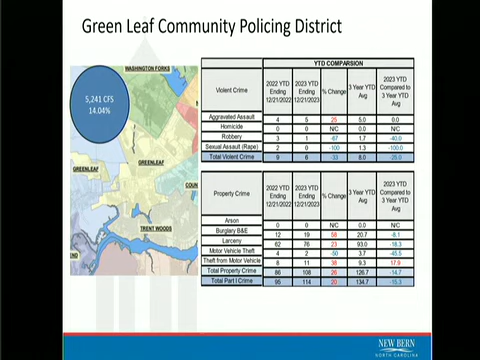 Green Leaf Community Policing District
WASHINGTON FORKS
5,241 CFS
14.04%
GREENLEAF
GREENLEAF
COUN
TRENT WOODS
END
YTD COMPARSION
Violent Crime 2022 YTD Ending 12/21/2022 2023 YTD Ending 12/21/2023 % Change 3 Year YTD Avg 2023 YTD Compared to 3 Year YTD Avg
Aggravated Assault 4 5 25 5.0 0.0
Homicide 0 0 N/C 0.0 N/C
Robbery 3 1 -67 1.7 -40.0
Sexual Assault (Rape) 2 0 -100 1.3 -100.0
Total Violent Crime 9 6 -33 8.0 -25.0
Property Crime 2022 YTD Ending 12/21/2022 2023 YTD Ending 12/21/2023 % Change 3 Year YTD Avg 2023 YTD Compared to 3 Year YTD Avg
Arson 0 0 N/C 0.0 N/C
Burglary B&E 12 19 58 20.7 -8.1
Larceny 62 76 23 93.0 -18.3
Motor Vehicle Theft 4 2 -50 3.7 -45.5
Theft from Motor Vehicle 8 11 38 9.3 17.9
Total Property Crime 86 108 26 126.7 -14.7
Total Part I Crime 95 114 20 134.7 -15.3
NEW BERN
NORTH CAROLINA